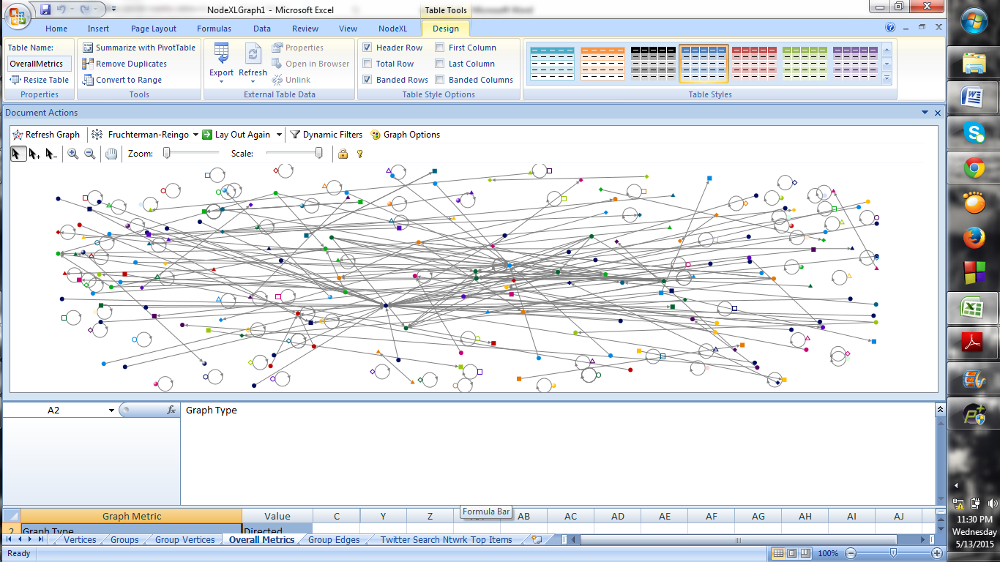 NodeXLGraph1 - Microsoft Excel
Table Tools
Home Insert Page Layout Formulas Data Review View NodeXL Design
Table Name:
OverallMetrics
Resize Table
Properties
Summarize with PivotTable
Remove Duplicates
Convert to Range
Tools
Export
Refresh
Properties
Open in Browser
Unlink
External Table Data
Header Row
Total Row
Banded Rows
First Column
Last Column
Banded Columns
Table Style Options
Table Styles
Document Actions
Refresh Graph Fruchterman-Reingo Lay Out Again Dynamic Filters Graph Options
Zoom: Scale:
A2 fx Graph Type
Formula Bar
Graph Metric Value C Y Z AB AC AD AE AF AG AH AI AJ
2 Graph Type Directed
Vertices Groups Group Vertices Overall Metrics Group Edges Twitter Search Ntwrk Top Items
Ready 100%
11:30 PM
Wednesday
5/13/2015